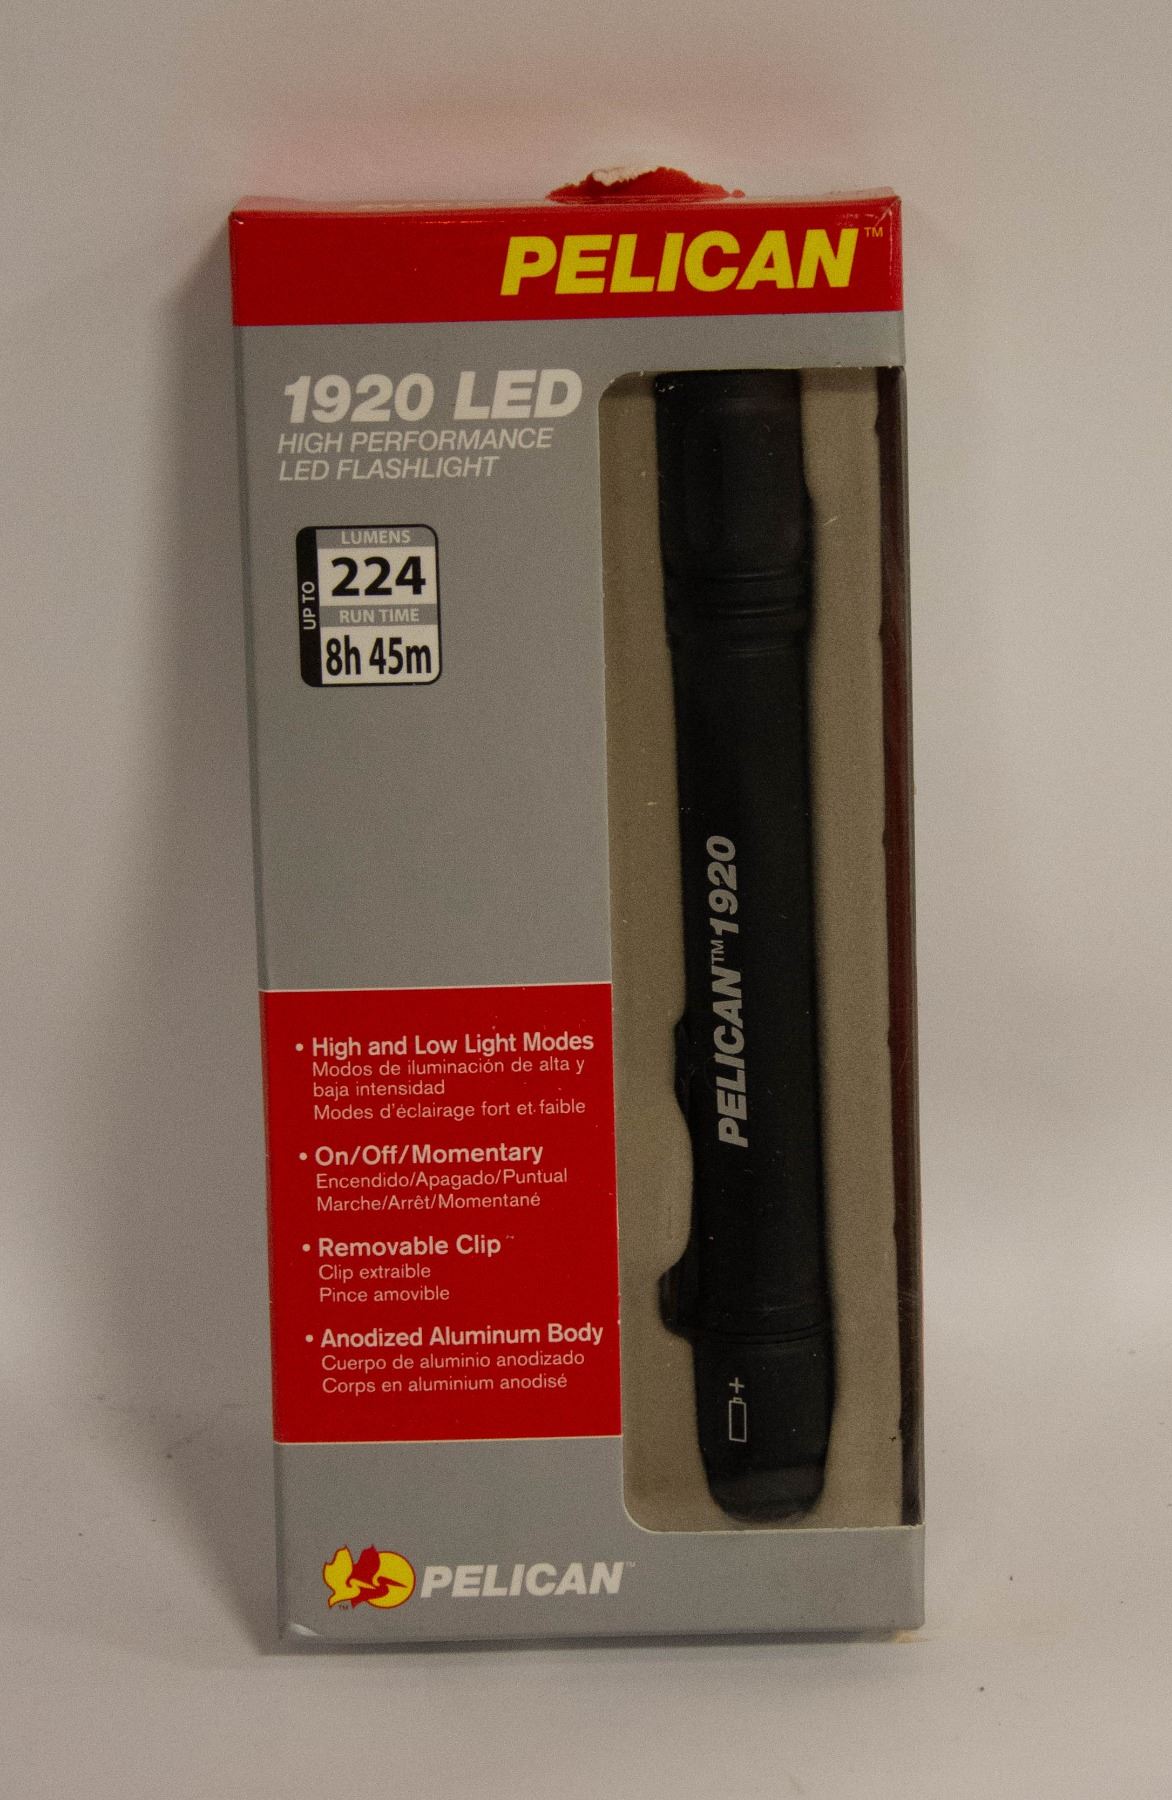 PELICAN™
1920 LED
HIGH PERFORMANCE
LED FLASHLIGHT
UP TO
LUMENS
224
RUN TIME
8h 45m
PELICAN™ 1920
• High and Low Light Modes
Modos de iluminación de alta y
baja intensidad
Modes d'éclairage fort et faible
• On/Off/Momentary
Encendido/Apagado/Puntual
Marche/Arrêt/Momentané
• Removable Clip
Clip extraíble
Pince amovible
• Anodized Aluminum Body
Cuerpo de aluminio anodizado
Corps en aluminium anodisé
+
TM
PELICAN™